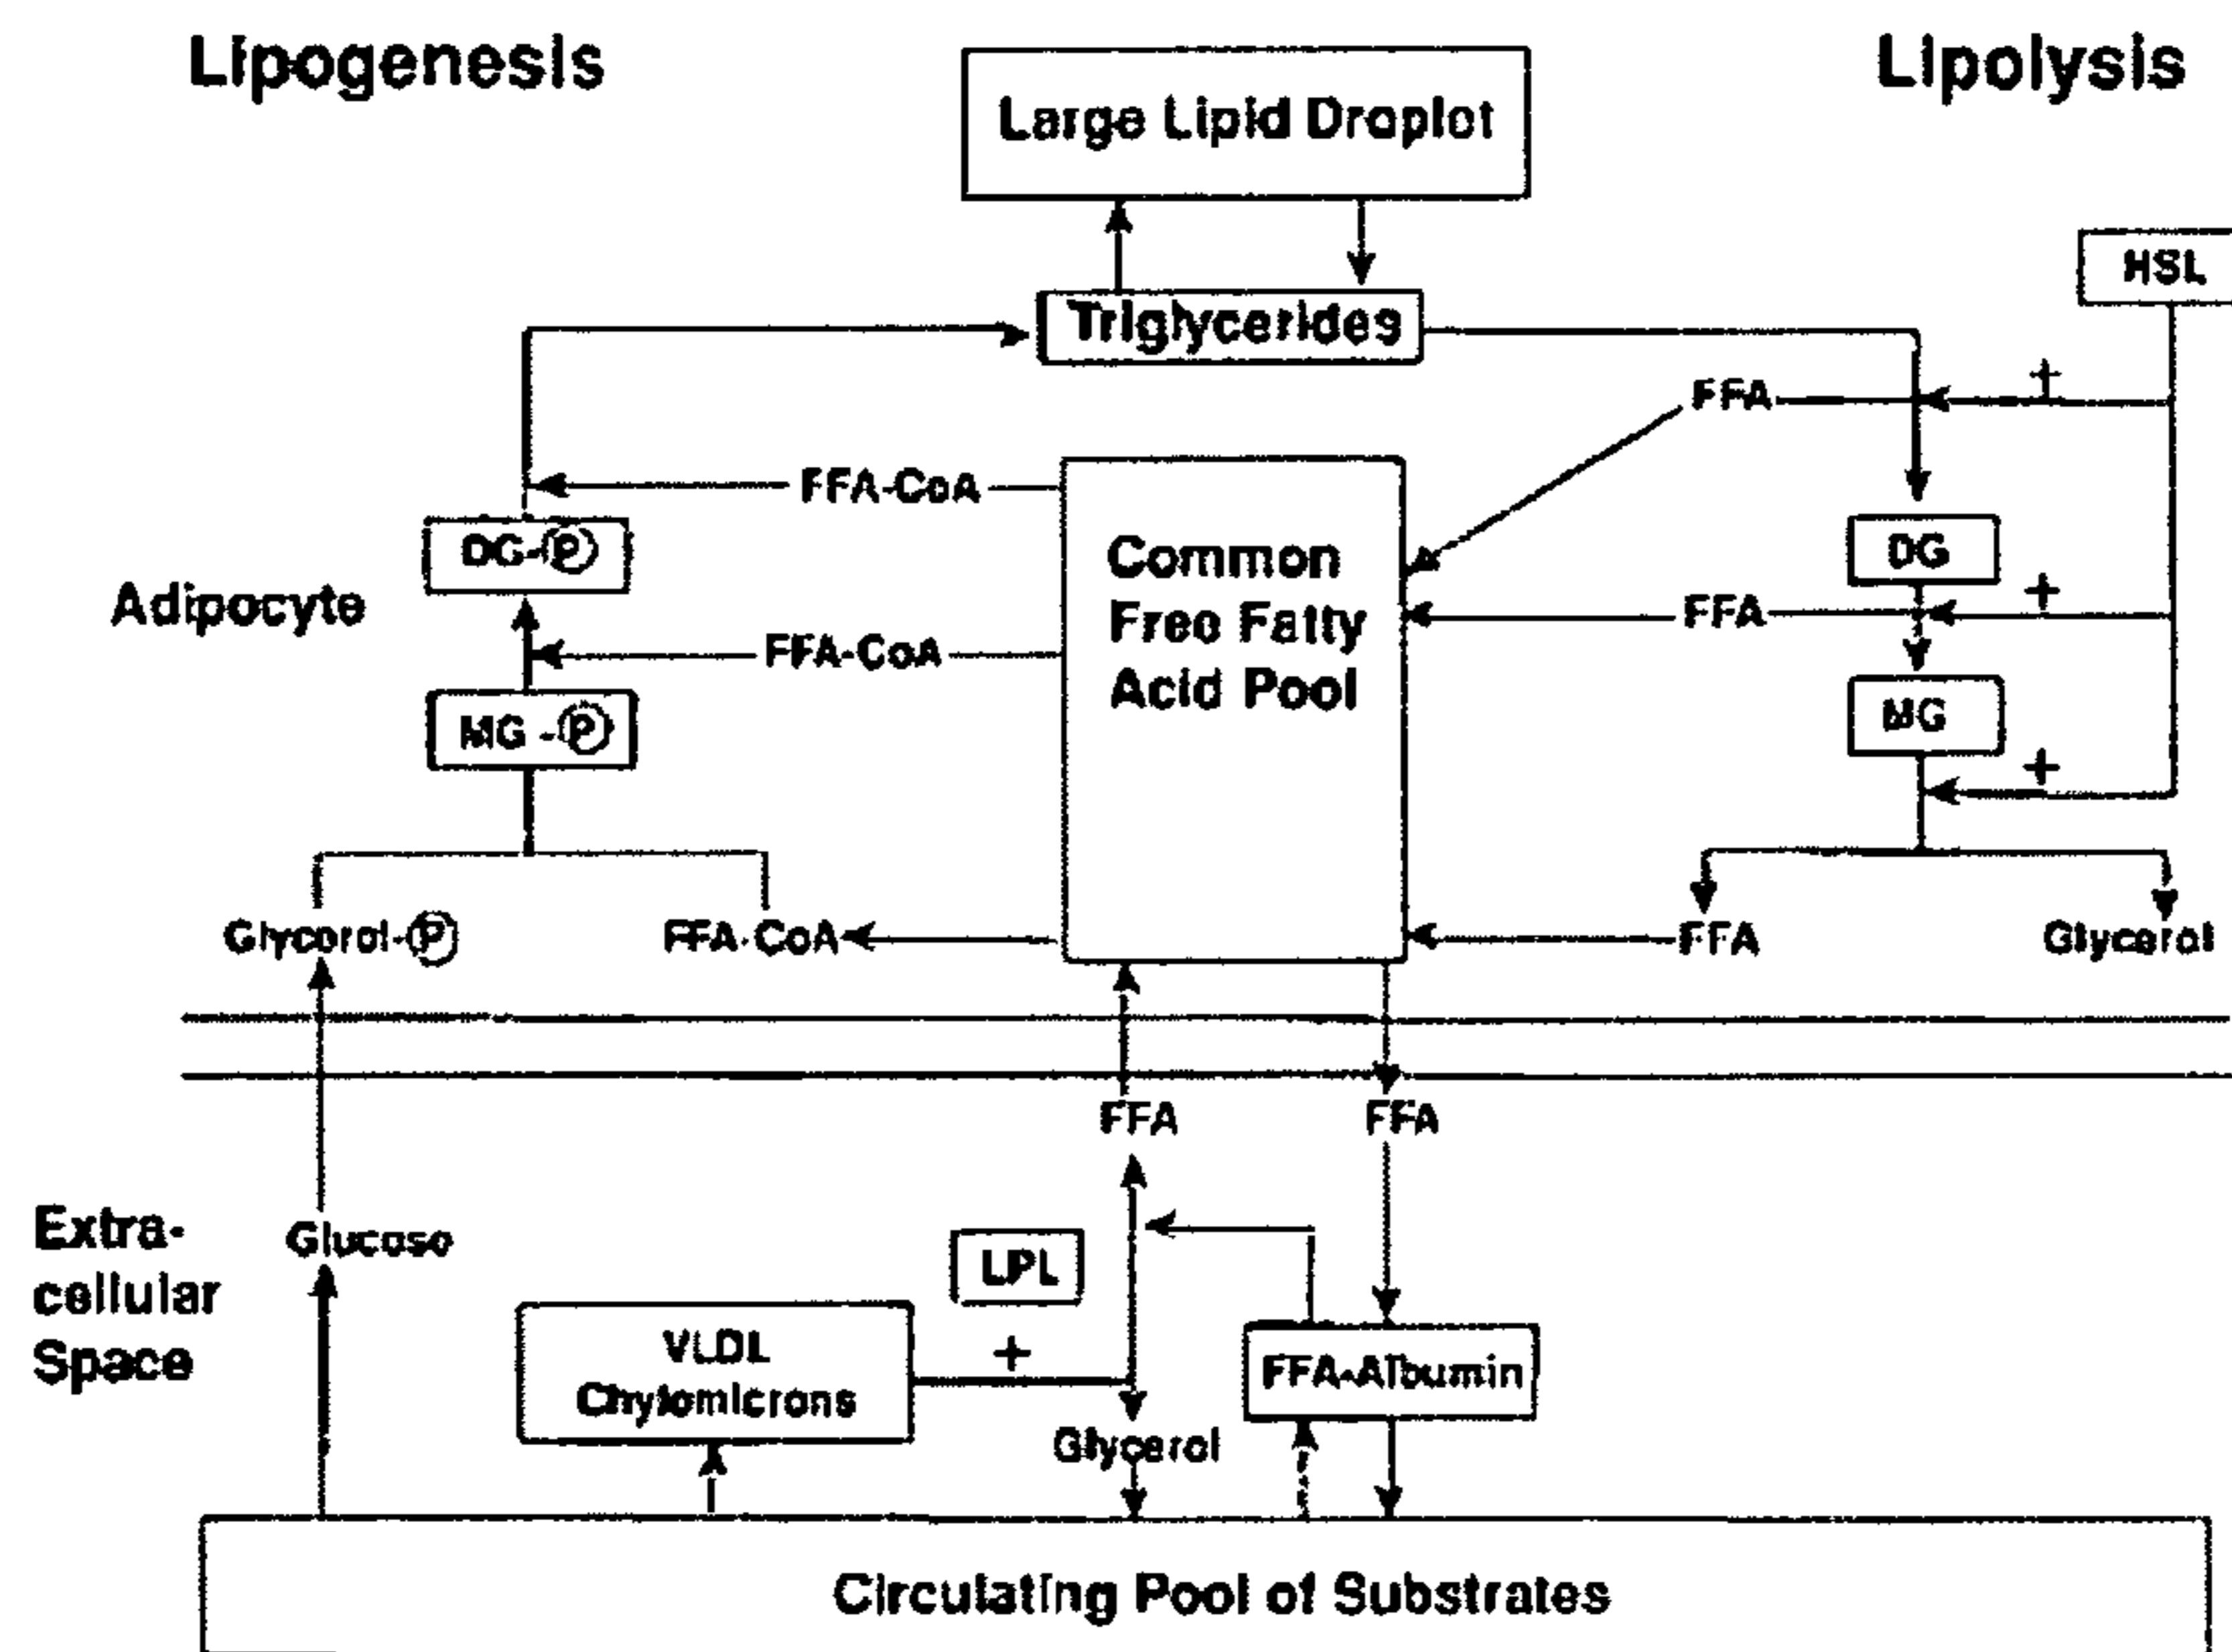 Lipogenesis
Lipolysis
Large Lipid Droplet
HSL
Triglycerides
FFA
+
FFA-CoA
DG-P
Common
Free Fatty
Acid Pool
DG
Adipocyte
FFA
+
FFA-CoA
MG - P
MG
+
Glycerol-P
FFA-CoA
FFA
Glycerol
FFA
FFA
Extra-
cellular
Space
Glucose
LPL
+
VLDL
Chylomicrons
FFA-Albumin
Glycerol
Circulating Pool of Substrates